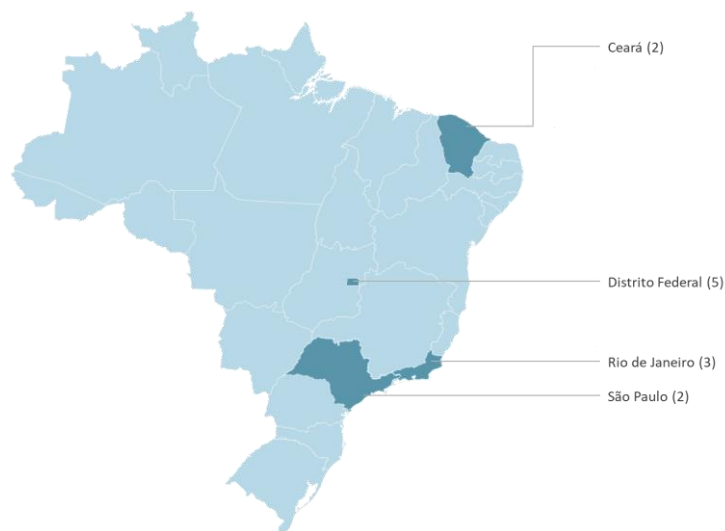 Ceará (2)
Distrito Federal (5)
Rio de Janeiro (3)
São Paulo (2)